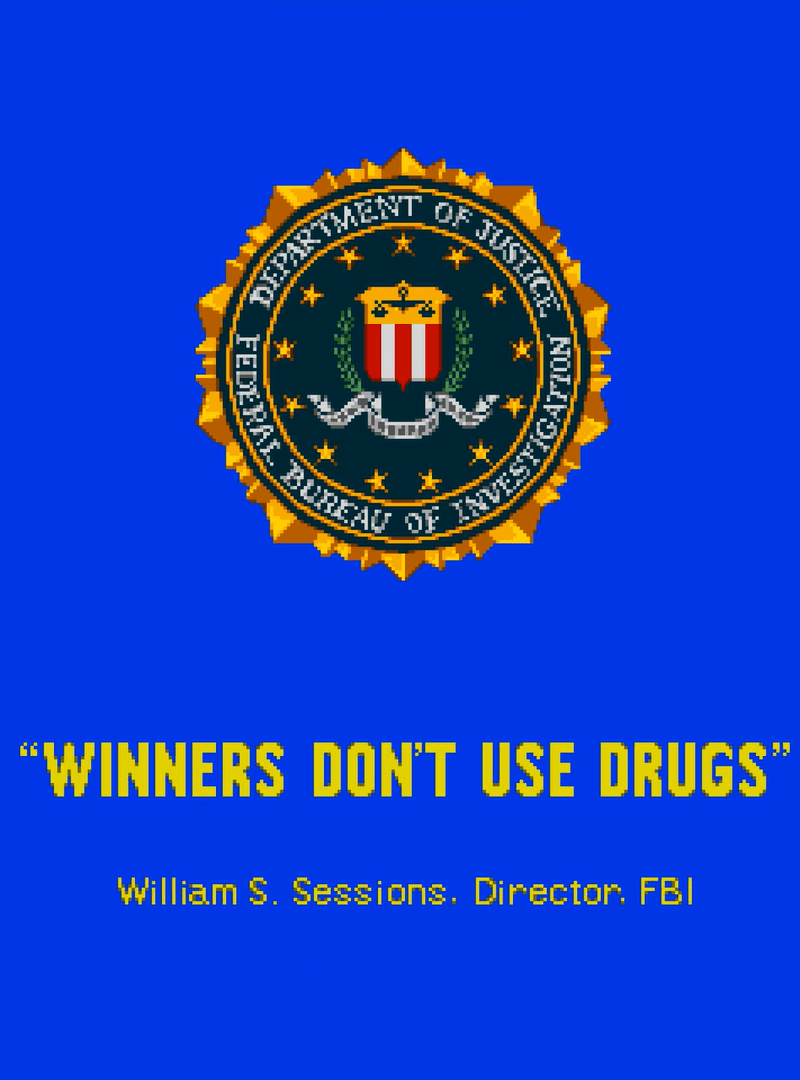 DEPARTMENT OF JUSTICE
FEDERAL BUREAU OF INVESTIGATION
“WINNERS DON'T USE DRUGS”
William S. Sessions. Director. FBI